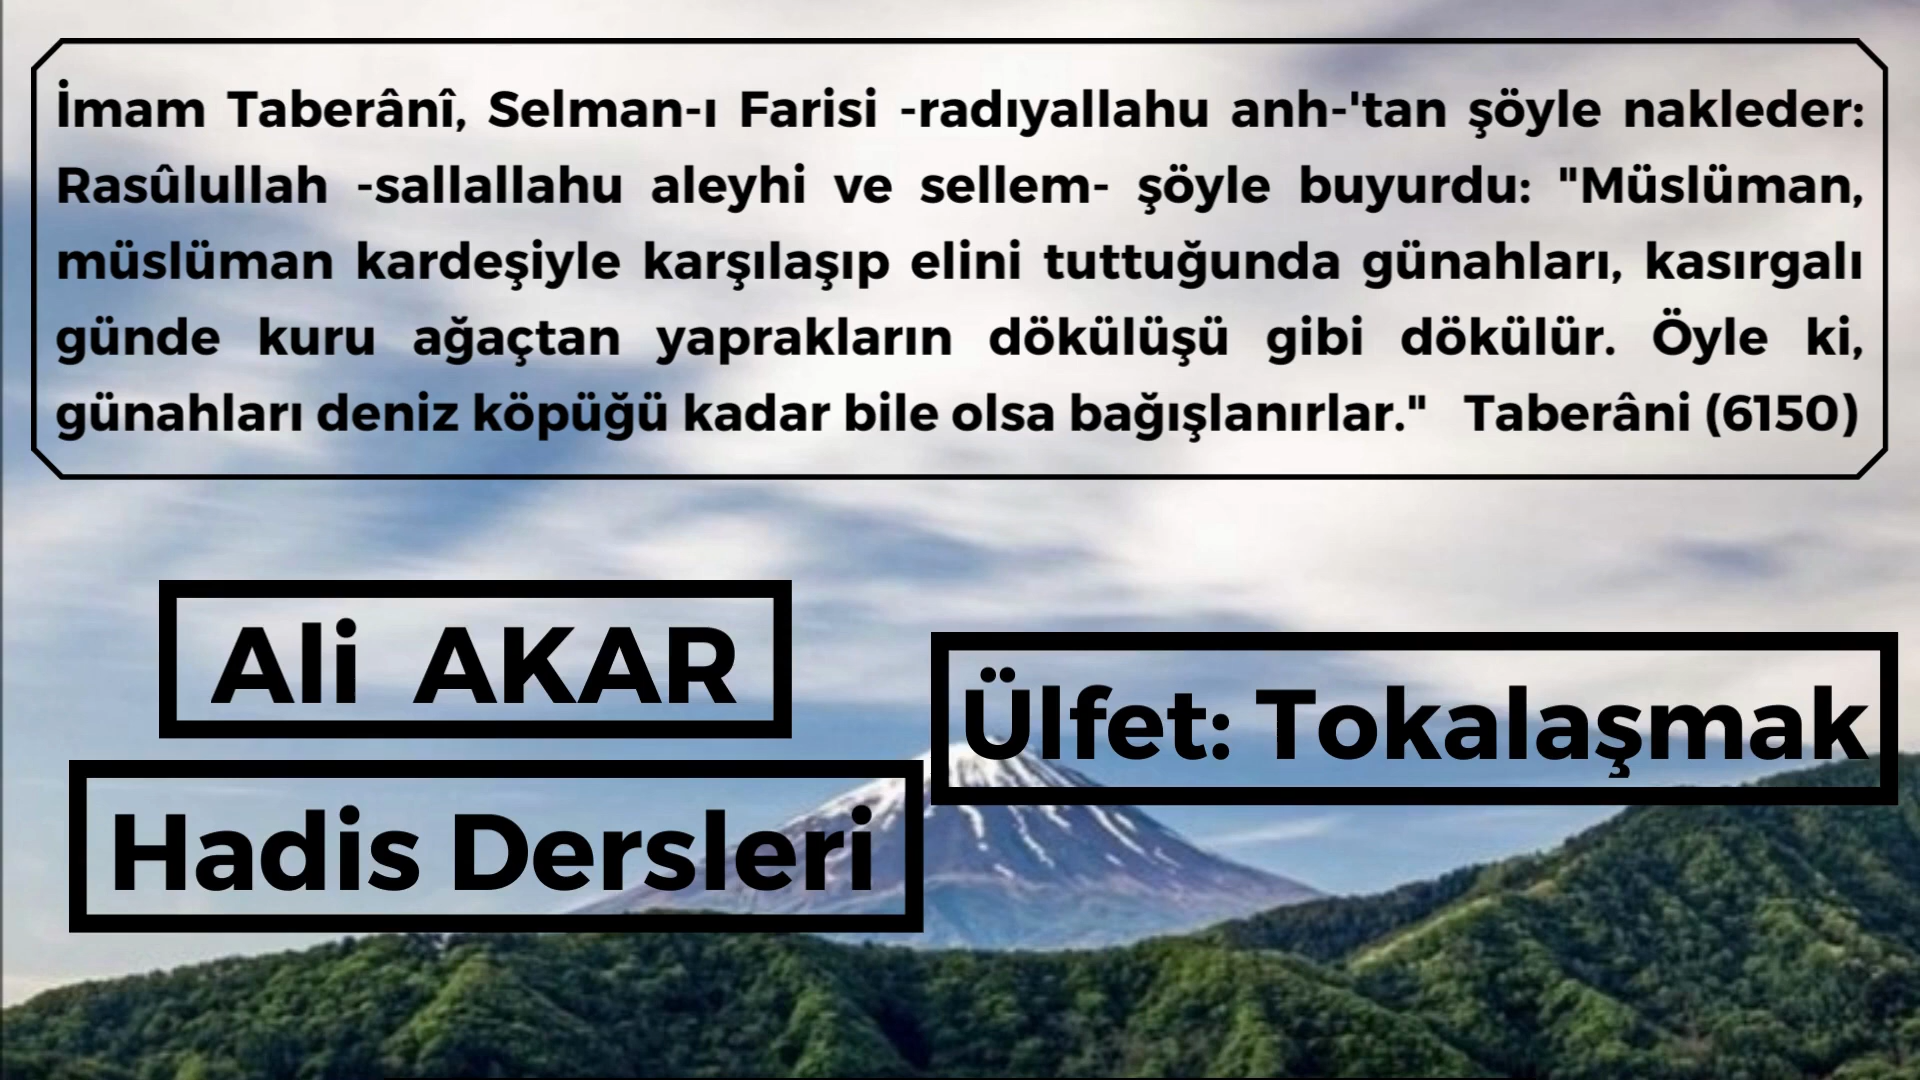 İmam Taberânî, Selman-ı Farisi -radıyallahu anh-'tan şöyle nakleder:
Rasûlullah -sallallahu aleyhi ve sellem- şöyle buyurdu: "Müslüman,
müslüman kardeşiyle karşılaşıp elini tuttuğunda günahları, kasırgalı
günde kuru ağaçtan yaprakların dökülüşü gibi dökülür. Öyle ki,
günahları deniz köpüğü kadar bile olsa bağışlanırlar." Taberâni (6150)
Ali AKAR
Hadis Dersleri
Ülfet: Tokalaşmak